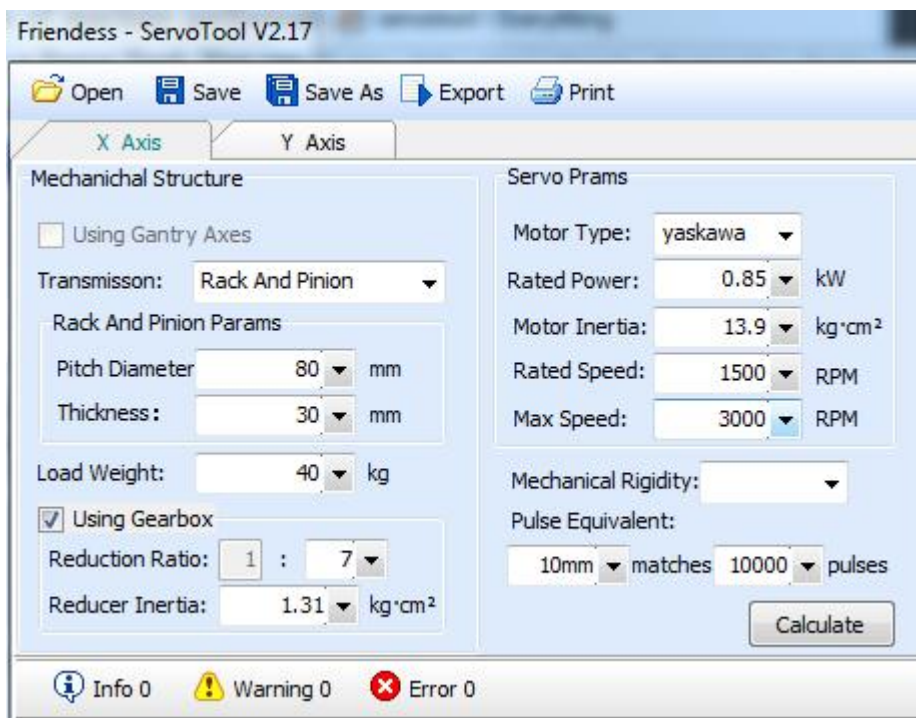 Friendess - ServoTool V2.17
Open Save Save As Export Print
X Axis Y Axis
Mechanichal Structure
Using Gantry Axes
Transmisson: Rack And Pinion
Rack And Pinion Params
Pitch Diameter 80 mm
Thickness: 30 mm
Load Weight: 40 kg
Using Gearbox
Reduction Ratio: 1 : 7
Reducer Inertia: 1.31 kg·cm²
Servo Prams
Motor Type: yaskawa
Rated Power: 0.85 kW
Motor Inertia: 13.9 kg·cm²
Rated Speed: 1500 RPM
Max Speed: 3000 RPM
Mechanical Rigidity:
Pulse Equivalent:
10mm matches 10000 pulses
Calculate
Info 0 Warning 0 Error 0